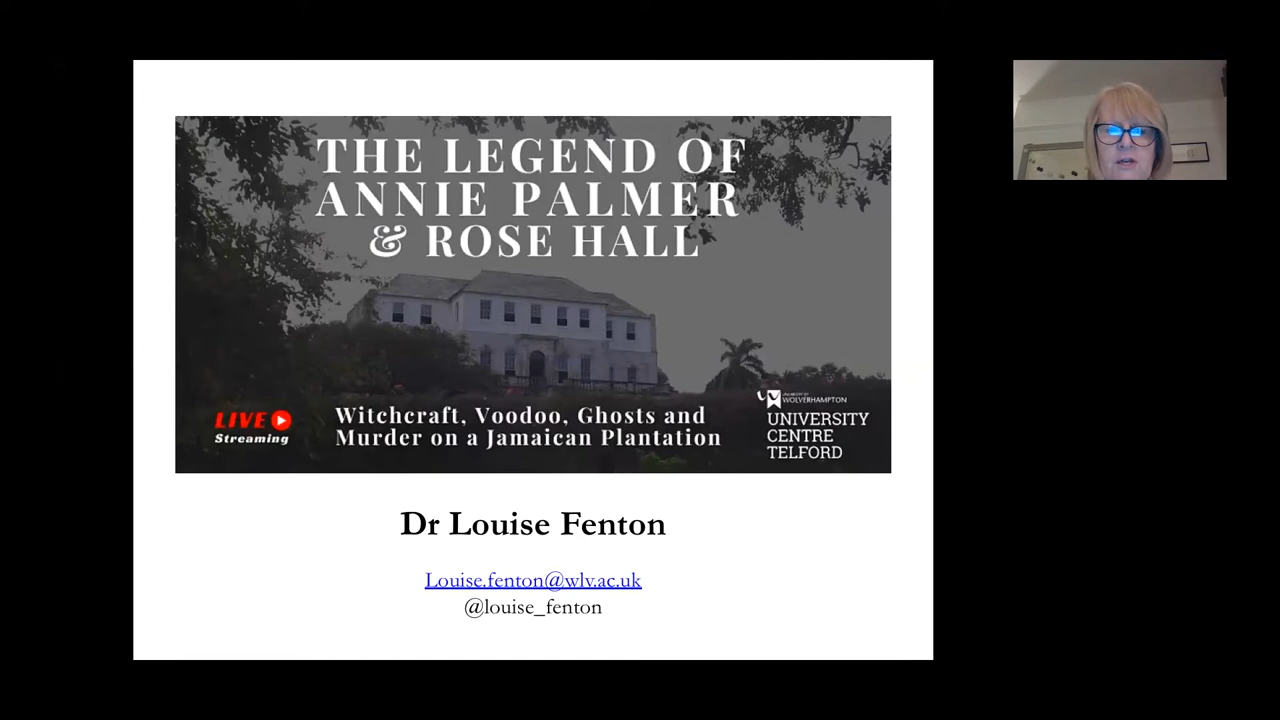 THE LEGEND OF
ANNIE PALMER
& ROSE HALL
LIVE
Streaming
Witchcraft, Voodoo, Ghosts and
Murder on a Jamaican Plantation
UNIVERSITY OF
WOLVERHAMPTON
UNIVERSITY
CENTRE
TELFORD
Dr Louise Fenton
Louise.fenton@wlv.ac.uk
@louise_fenton